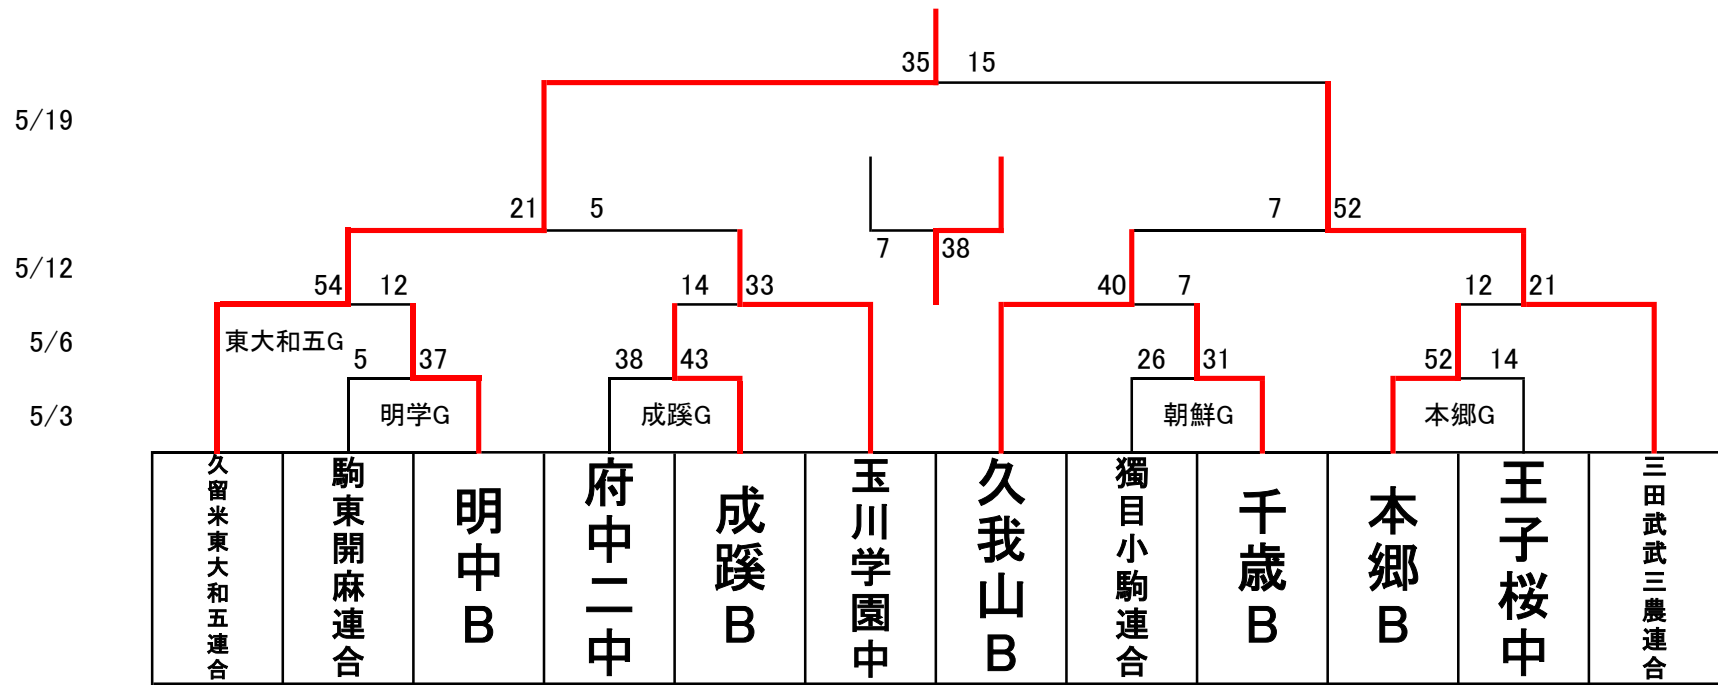 35 15
5/19
21 5 7 52
7 38
5/12
54 12 14 33 40 7 12 21
5/6
東大和五G
5 37 38 43 26 31 52 14
5/3
明学G 成蹊G 朝鮮G 本郷G
久留米東大和五連合
駒東開麻連合
明中B
府中二中
成蹊B
玉川学園中
久我山B
獨目小駒連合
千歳B
本郷B
王子桜中
三田武武三農連合